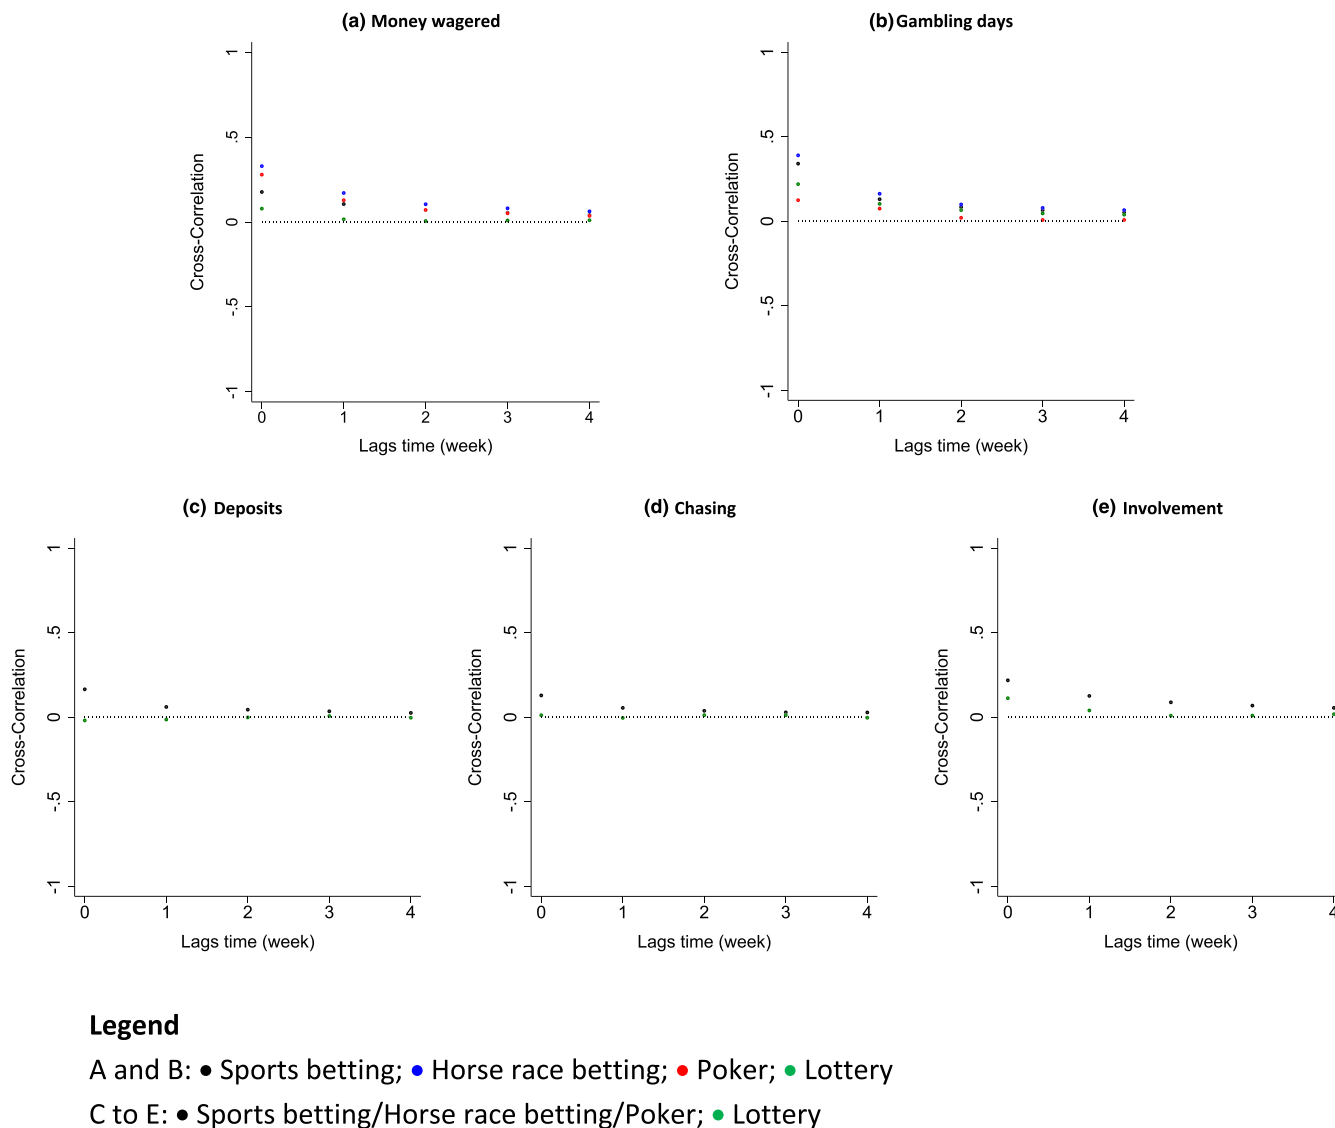 (a) Money wagered
1
.5
0
-.5
-1
Cross-Correlation
0 1 2 3 4
Lags time (week)
(b) Gambling days
1
.5
0
-.5
-1
Cross-Correlation
0 1 2 3 4
Lags time (week)
(c) Deposits
1
.5
0
-.5
-1
Cross-Correlation
0 1 2 3 4
Lags time (week)
(d) Chasing
1
.5
0
-.5
-1
Cross-Correlation
0 1 2 3 4
Lags time (week)
(e) Involvement
1
.5
0
-.5
-1
Cross-Correlation
0 1 2 3 4
Lags time (week)
Legend
A and B: ● Sports betting; ● Horse race betting; ● Poker; ● Lottery
C to E: ● Sports betting/Horse race betting/Poker; ● Lottery